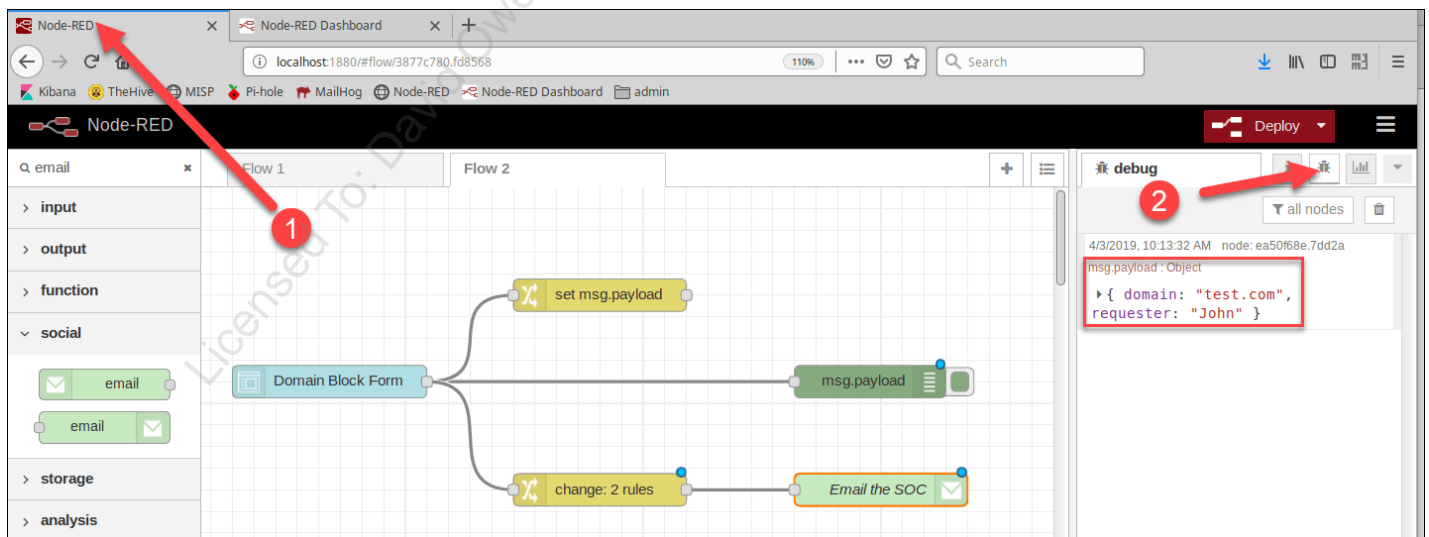 Node-RED
Node-RED Dashboard
localhost:1880/#flow/3877c780.fd8568
110%
Search
Kibana TheHive MISP Pi-hole MailHog Node-RED Node-RED Dashboard admin
Node-RED
Deploy
email
Flow 1
Flow 2
debug
input
all nodes
output
4/3/2019, 10:13:32 AM node: ea50f68e.7dd2a
msg.payload : Object
{ domain: "test.com",
requester: "John" }
function
social
email
email
storage
analysis
set msg.payload
Domain Block Form
msg.payload
change: 2 rules
Email the SOC
1
2
Licensed To: David